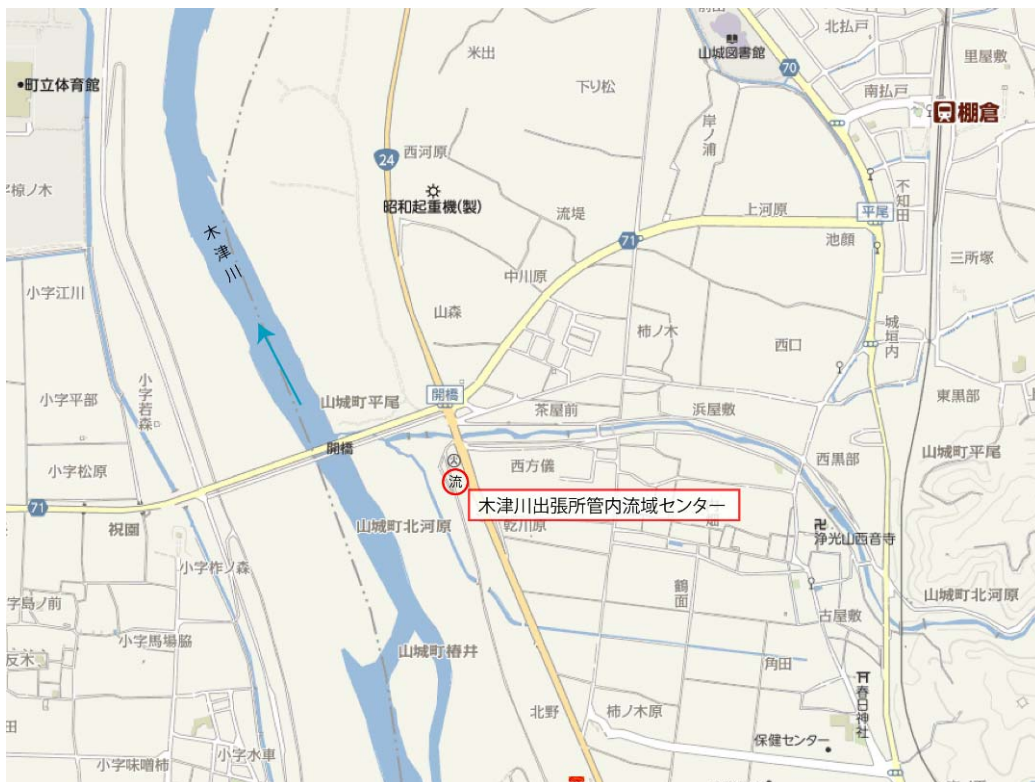 前田
北払戸
米出
山城図書館
里屋敷
•町立体育館
下り松
70
南払戸
棚倉
岸ノ浦
24
西河原
字椋ノ木
昭和起重機(製)
不知田
流堤
上河原
平尾
木津川
71
池顔
三所塚
中川原
小字江川
山森
柿ノ木
城垣内
西口
小字若森
小字平部
山城町平尾
開橋
茶屋前
浜屋敷
東黒部
開橋
西黒部
山城町平尾
小字松原
西方儀
流
木津川出張所管内流域センター
71
祝園
山城町北河原
乾川原
畑
浄光山西音寺
小字柞ノ森
鶴面
山城町北河原
字島ノ前
古屋敷
小字馬場脇
反木
山城町椿井
角田
春日神社
田
北野
柿ノ木原
小字水車
保健センター
小字味噌柿